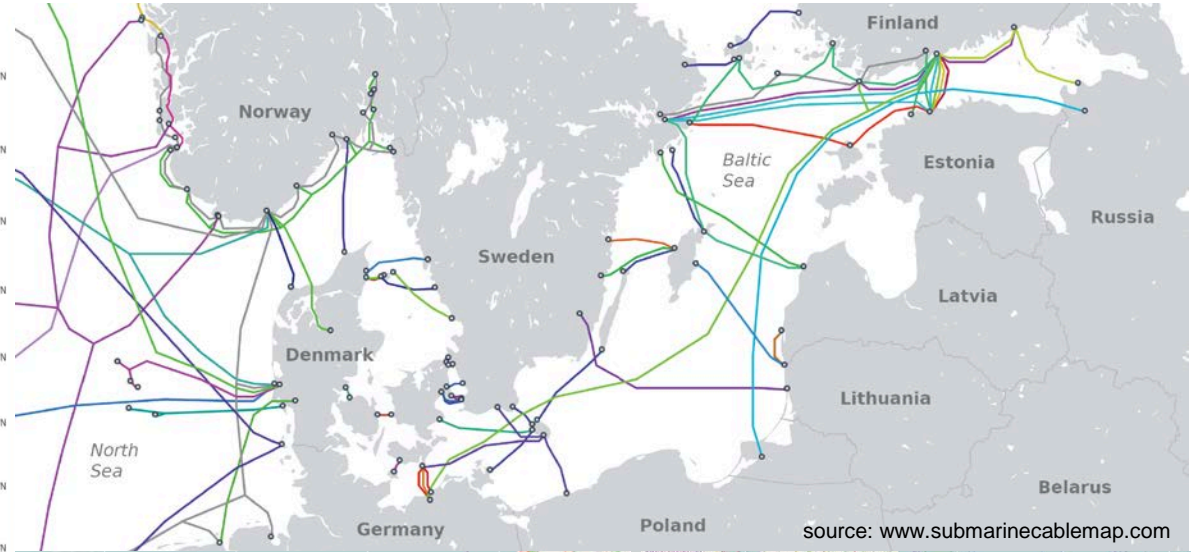 Finland
Norway
Baltic
Sea
Estonia
Russia
Sweden
Latvia
Denmark
Lithuania
North
Sea
Belarus
Germany
Poland
source: www.submarinecablemap.com